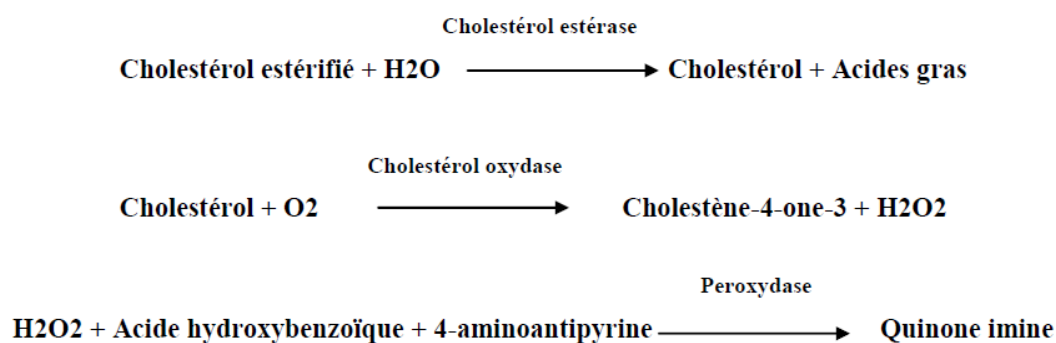 Cholestérol estérase
Cholestérol estérifié + H2O Cholestérol + Acides gras
Cholestérol oxydase
Cholestérol + O2 Cholestène-4-one-3 + H2O2
Peroxydase
H2O2 + Acide hydroxybenzoïque + 4-aminoantipyrine Quinone imine